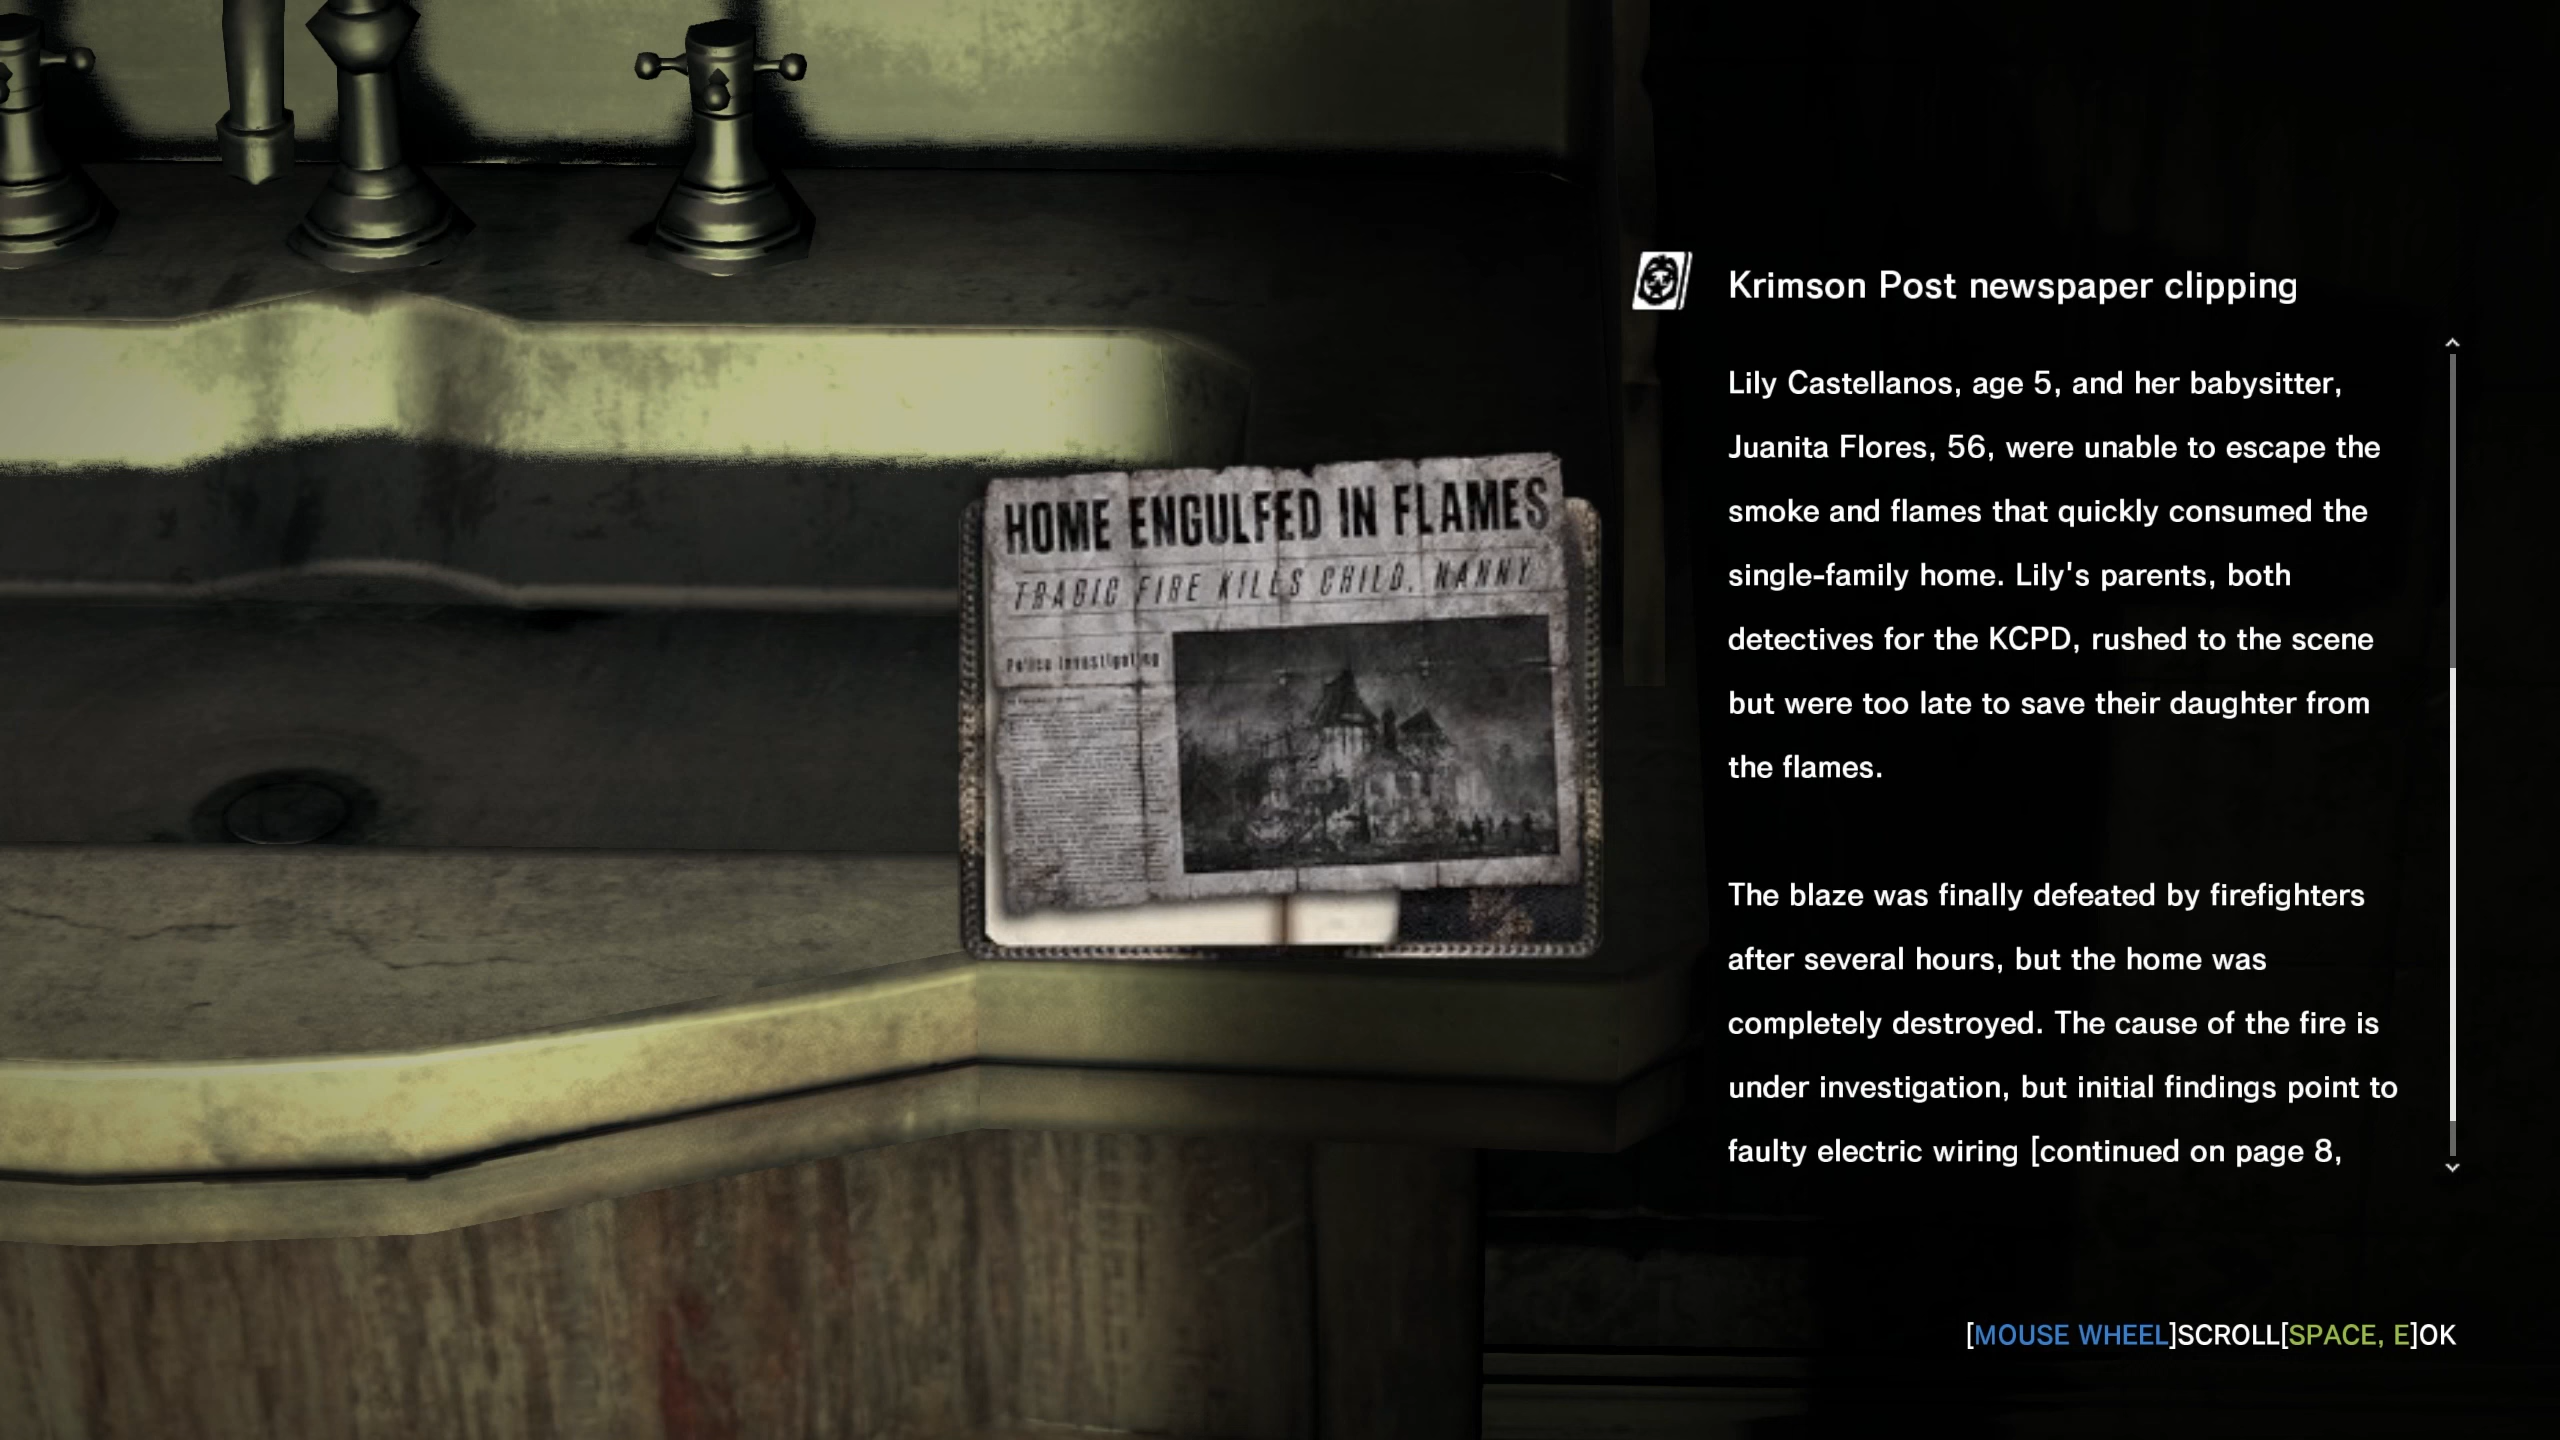 HOME ENGULFED IN FLAMES
TRAGIC FIRE KILLS CHILD, NANNY
Police Investigating
Krimson Post newspaper clipping
Lily Castellanos, age 5, and her babysitter,
Juanita Flores, 56, were unable to escape the
smoke and flames that quickly consumed the
single-family home. Lily's parents, both
detectives for the KCPD, rushed to the scene
but were too late to save their daughter from
the flames.
The blaze was finally defeated by firefighters
after several hours, but the home was
completely destroyed. The cause of the fire is
under investigation, but initial findings point to
faulty electric wiring [continued on page 8,
[MOUSE WHEEL]SCROLL[SPACE, E]OK